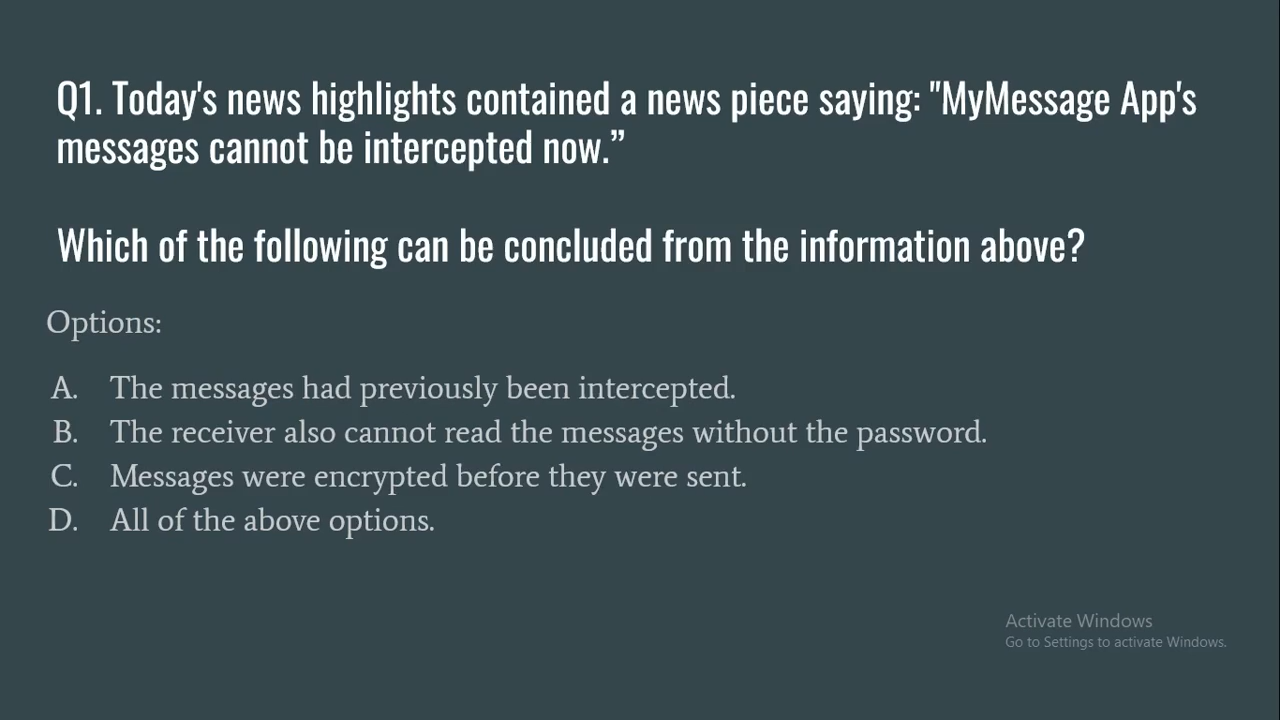 Q1. Today's news highlights contained a news piece saying: "MyMessage App's
messages cannot be intercepted now.”
Which of the following can be concluded from the information above?
Options:
A. The messages had previously been intercepted.
B. The receiver also cannot read the messages without the password.
C. Messages were encrypted before they were sent.
D. All of the above options.
Activate Windows
Go to Settings to activate Windows.